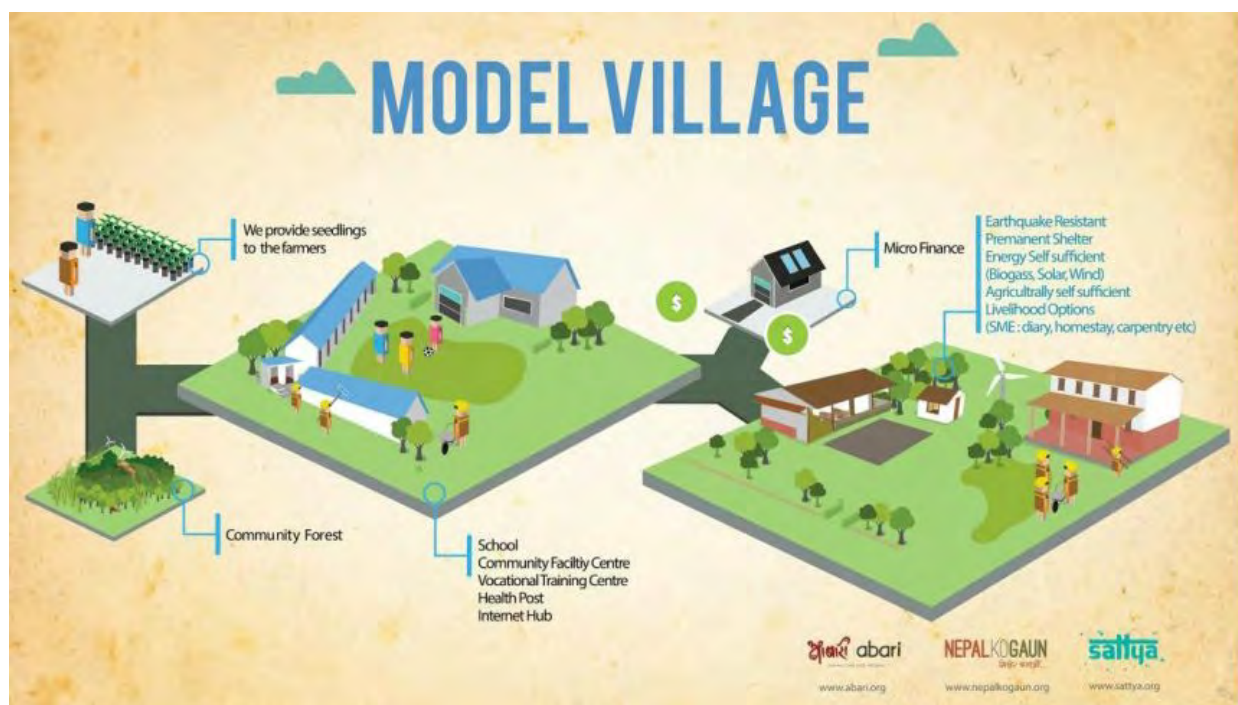 MODEL VILLAGE
We provide seedlings
to the farmers
Micro Finance
Earthquake Resistant
Premanent Shelter
Energy Self sufficient
(Biogass, Solar, Wind)
Agricultrally self sufficient
Livelihood Options
(SME : diary, homestay, carpentry etc)
$
$
Community Forest
School
Community Faciltiy Centre
Vocational Training Centre
Health Post
Internet Hub
abari
www.abari.org
NEPALKOGAUN
www.nepalkogaun.org
sattya
www.sattya.org